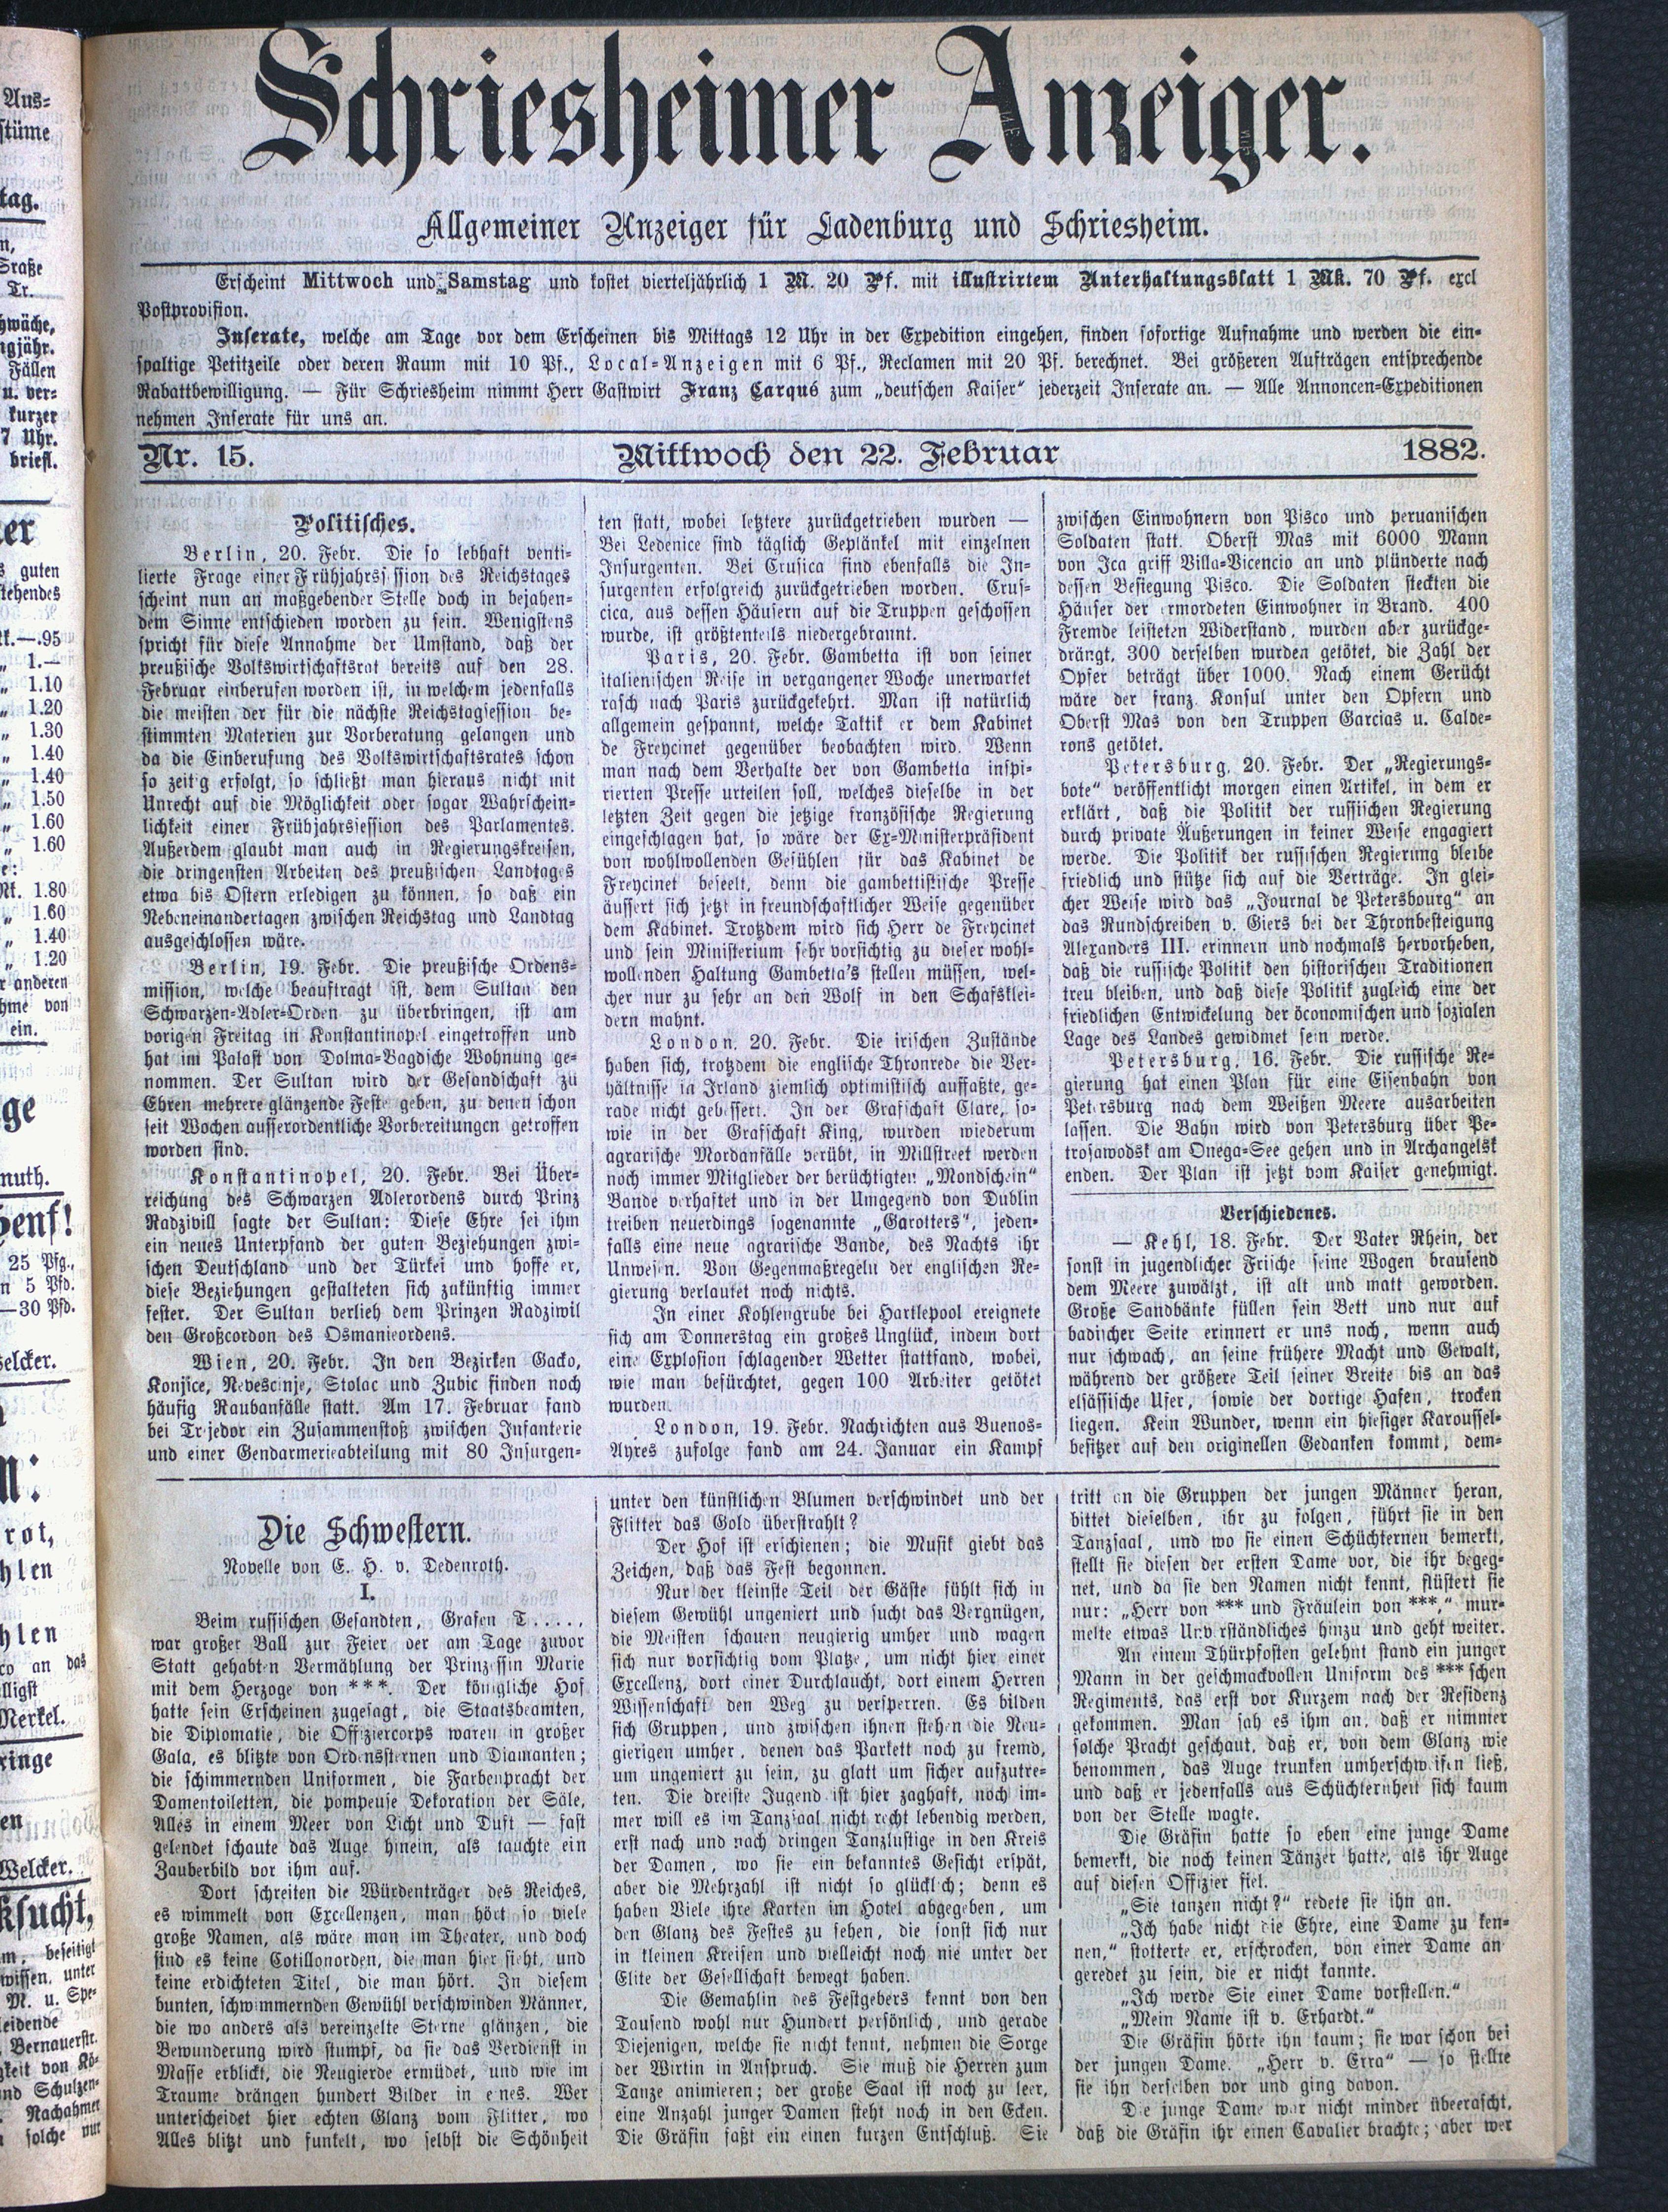 Schriesheimer Anzeiger.
Allgemeiner Anzeiger für Ladenburg und Schriesheim.
Erscheint Mittwoch und Samstag und kostet vierteljährlich 1 M. 20 Pf. mit illustrirtem Unterhaltungsblatt 1 Mk. 70 Pf. excl
Postprovision.
Inserate, welche am Tage vor dem Erscheinen bis Mittags 12 Uhr in der Expedition eingehen, finden sofortige Aufnahme und werden die ein-
spaltige Petitzeile oder deren Raum mit 10 Pf., Local-Anzeigen mit 6 Pf., Reclamen mit 20 Pf. berechnet. Bei größeren Aufträgen entsprechende
Rabattbewilligung. — Für Schriesheim nimmt Herr Gastwirt Franz Carqué zum „deutschen Kaiser“ jederzeit Inserate an. — Alle Annoncen-Expeditionen
nehmen Inserate für uns an.
Nr. 15. Mittwoch den 22. Februar 1882.
Politisches.
Berlin, 20. Febr. Die so lebhaft venti-
lierte Frage einer Frühjahrssession des Reichstages
scheint nun an maßgebender Stelle doch in bejahen-
dem Sinne entschieden worden zu sein. Wenigstens
spricht für diese Annahme der Umstand, daß der
preußische Volkswirtschaftsrat bereits auf den 28.
Februar einberufen worden ist, in welchem jedenfalls
die meisten der für die nächste Reichstagsession be-
stimmten Materien zur Vorberatung gelangen und
da die Einberufung des Volkswirtschaftsrates schon
so zeitg erfolgt, so schließt man hieraus nicht mit
Unrecht auf die Möglichkeit oder sogar Wahrschein-
lichkeit einer Frühjahrssession des Parlamentes.
Außerdem glaubt man auch in Regierungskreisen,
die dringensten Arbeiten des preußischen Landtages
etwa bis Ostern erledigen zu können, so daß ein
Nebeneinandertagen zwischen Reichstag und Landtag
ausgeschlossen wäre.
Berlin, 19. Febr. Die preußische Ordens-
mission, welche beauftragt ist, dem Sultan den
Schwarzen-Adler-Orden zu überbringen, ist am
vorigen Freitag in Konstantinopel eingetroffen und
hat im Palast von Dolma-Bagdsche Wohnung ge-
nommen. Der Sultan wird der Gesandschaft zu
Ehren mehrere glänzende Feste geben, zu denen schon
seit Wochen ausserordentliche Vorbereitungen getroffen
worden sind.
Konstantinopel, 20. Febr. Bei Über-
reichung des Schwarzen Adlerordens durch Prinz
Radzivill sagte der Sultan: Diese Ehre sei ihm
ein neues Unterpfand der guten Beziehungen zwi-
schen Deutschland und der Türkei und hoffe er,
diese Beziehungen gestalteten sich zukünftig immer
fester. Der Sultan verlieh dem Prinzen Radziwil
den Großcordon des Osmanieordens.
Wien, 20. Febr. In den Bezirken Gacko,
Konjice, Nevescinje, Stolac und Zubic finden noch
häufig Raubanfälle statt. Am 17. Februar fand
bei Trjedor ein Zusammenstoß zwischen Infanterie
und einer Gendarmerieabteilung mit 80 Insurgen-
ten statt, wobei letztere zurückgetrieben wurden —
Bei Ledenice sind täglich Geplänkel mit einzelnen
Insurgenten. Bei Crusica sind ebenfalls die In-
surgenten erfolgreich zurückgetrieben worden. Crus-
cica, aus dessen Häusern auf die Truppen geschossen
wurde, ist größtenteils niedergebrannt.
Paris, 20. Febr. Gambetta ist von seiner
italienischen Reise in vergangener Woche unerwartet
rasch nach Paris zurückgekehrt. Man ist natürlich
allgemein gespannt, welche Taktik er dem Kabinet
de Freycinet gegenüber beobachten wird. Wenn
man nach dem Verhalte der von Gambetta inspi-
rierten Presse urteilen soll, welches dieselbe in der
letzten Zeit gegen die jetzige französische Regierung
eingeschlagen hat, so wäre der Ex-Ministerpräsident
von wohlwollenden Gefühlen für das Kabinet de
Freycinet beseelt, denn die gambettistische Presse
äussert sich jetzt in freundschaftlicher Weise gegenüber
dem Kabinet. Trotzdem wird sich Herr de Freycinet
und sein Ministerium sehr vorsichtig zu dieser wohl-
wollenden Haltung Gambetta's stellen müssen, wel-
cher nur zu sehr an den Wolf in den Schafsklei-
dern mahnt.
London, 20. Febr. Die irischen Zustände
haben sich, trotzdem die englische Thronrede die Ver-
hältnisse in Irland ziemlich optimistisch auffaßte, ge-
rade nicht gebessert. In der Grafschaft Clare, so-
wie in der Grafschaft King, wurden wiederum
agrarische Mordanfälle verübt, in Millstreet werden
noch immer Mitglieder der berüchtigten „Mondschein“
Bande verhaftet und in der Umgegend von Dublin
treiben neuerdings sogenannte „Garotters“, jeden-
falls eine neue agrarische Bande, des Nachts ihr
Unwesen. Von Gegenmaßregeln der englischen Re-
gierung verlautet noch nichts.
In einer Kohlengrube bei Hartlepool ereignete
sich am Donnerstag ein großes Unglück, indem dort
eine Explosion schlagender Wetter stattfand, wobei,
wie man befürchtet, gegen 100 Arbeiter getötet
wurden.
London, 19. Febr. Nachrichten aus Buenos-
Ayres zufolge fand am 24. Januar ein Kampf
zwischen Einwohnern von Pisco und peruanischen
Soldaten statt. Oberst Mas mit 6000 Mann
von Ica griff Villa-Vicencio an und plünderte nach
dessen Besiegung Pisco. Die Soldaten steckten die
Häuser der ermordeten Einwohner in Brand. 400
Fremde leisteten Widerstand, wurden aber zurückge-
drängt, 300 derselben wurden getötet, die Zahl der
Opfer beträgt über 1000. Nach einem Gerücht
wäre der franz. Konsul unter den Opfern und
Oberst Mas von den Truppen Garcias u. Calde-
rons getötet.
Petersburg, 20. Febr. Der „Regierungs-
bote“ veröffentlicht morgen einen Artikel, in dem er
erklärt, daß die Politik der russischen Regierung
durch private Äußerungen in keiner Weise engagiert
werde. Die Politik der russischen Regierung bleibe
friedlich und stütze sich auf die Verträge. In glei-
cher Weise wird das „Journal de Petersbourg“ an
das Rundschreiben v. Giers bei der Thronbesteigung
Alexanders III. erinnern und nochmals hervorheben,
daß die russische Politik den historischen Traditionen
treu bleiben, und daß diese Politik zugleich eine der
friedlichen Entwickelung der öconomischen und sozialen
Lage des Landes gewidmet sein werde.
Petersburg, 16. Febr. Die russische Re-
gierung hat einen Plan für eine Eisenbahn von
Petersburg nach dem Weißen Meere ausarbeiten
lassen. Die Bahn wird von Petersburg über Pe-
trosawodsk am Onega-See gehen und in Archangelsk
enden. Der Plan ist jetzt vom Kaiser genehmigt.
Verschiedenes.
— Kehl, 18. Febr. Der Vater Rhein, der
sonst in jugendlicher Frische seine Wogen brausend
dem Meere zuwälzt, ist alt und matt geworden.
Große Sandbänke füllen sein Bett und nur auf
badischer Seite erinnert er uns noch, wenn auch
nur schwach, an seine frühere Macht und Gewalt,
während der größere Teil seiner Breite bis an das
elsässische Ufer, sowie der dortige Hafen, trocken
liegen. Kein Wunder, wenn ein hiesiger Karoussel-
besitzer auf den originellen Gedanken kommt, dem-
Die Schwestern.
Novelle von E. H. v. Dedenroth.
I.
Beim russischen Gesandten, Grafen T.....,
war großer Ball zur Feier der am Tage zuvor
Statt gehabten Vermählung der Prinzessin Marie
mit dem Herzoge von ***. Der königliche Hof
hatte sein Erscheinen zugesagt, die Staatsbeamten,
die Diplomatie, die Offiziercorps waren in großer
Gala, es blitzte von Ordenssternen und Diamanten;
die schimmernden Uniformen, die Farbenpracht der
Damentoiletten, die pompeuse Dekoration der Säle,
Alles in einem Meer von Licht und Duft — fast
gelendet schaute das Auge hinein, als tauchte ein
Zauberbild vor ihm auf.
Dort schreiten die Würdenträger des Reiches,
es wimmelt von Excellenzen, man hört so viele
große Namen, als wäre man im Theater, und doch
sind es keine Cotillonorden, die man hier sieht, und
keine erdichteten Titel, die man hört. In diesem
bunten, schwimmernden Gewühl verschwinden Männer,
die wo anders als vereinzelte Sterne glänzen, die
Bewunderung wird stumpf, da sie das Verdienst in
Masse erblickt, die Neugierde ermüdet, und wie im
Traume drängen hundert Bilder in eines. Wer
unterscheidet hier echten Glanz vom Flitter, wo
Alles blitzt und funkelt, wo selbst die Schönheit
unter den künstlichen Blumen verschwindet und der
Flitter das Gold überstrahlt?
Der Hof ist erschienen; die Musik giebt das
Zeichen, daß das Fest begonnen.
Nur der kleinste Teil der Gäste fühlt sich in
diesem Gewühl ungeniert und sucht das Vergnügen,
die Meisten schauen neugierig umher und wagen
sich nur vorsichtig vom Platze, um nicht hier einer
Excellenz, dort einer Durchlaucht, dort einem Herren
Wissenschaft den Weg zu versperren. Es bilden
sich Gruppen, und zwischen ihnen stehen die Neu-
gierigen umher, denen das Parkett noch zu fremd,
um ungeniert zu sein, zu glatt um sicher aufzutre-
ten. Die dreiste Jugend ist hier zaghaft, noch im-
mer will es im Tanzsaal nicht recht lebendig werden,
erst nach und nach dringen Tanzlustige in den Kreis
der Damen, wo sie ein bekanntes Gesicht erspät,
aber die Mehrzahl ist nicht so glücklich; denn es
haben Viele ihre Karten im Hotel abgegeben, um
den Glanz des Festes zu sehen, die sonst sich nur
in kleinen Kreisen und vielleicht noch nie unter der
Elite der Gesellschaft bewegt haben.
Die Gemahlin des Festgebers kennt von den
Tausend wohl nur Hundert persönlich, und gerade
Diejenigen, welche sie nicht kennt, nehmen die Sorge
der Wirtin in Anspruch. Sie muß die Herren zum
Tanze animieren; der große Saal ist noch zu leer,
eine Anzahl junger Damen steht noch in den Ecken.
Die Gräfin faßt ein einen kurzen Entschluß. Sie
tritt an die Gruppen der jungen Männer heran,
bittet dieselben, ihr zu folgen, führt sie in den
Tanzsaal, und wo sie einen Schüchternen bemerkt,
stellt sie diesen der ersten Dame vor, die ihr begeg-
net, und da sie den Namen nicht kennt, flüstert sie
nur: „Herr von *** und Fräulein von ***,“ mur-
melte etwas Unverständliches hinzu und geht weiter.
An einem Thürpfosten gelehnt stand ein junger
Mann in der geschmackvollen Uniform des ***schen
Regiments, das erst vor Kurzem nach der Residenz
gekommen. Man sah es ihm an, daß er nimmer
solche Pracht geschaut, daß er, von dem Glanz wie
benommen, das Auge trunken umherschweifen ließ,
und daß er jedenfalls aus Schüchternheit sich kaum
von der Stelle wagte.
Die Gräfin hatte so eben eine junge Dame
bemerkt, die noch keinen Tänzer hatte, als ihr Auge
auf diesen Offizier fiel.
„Sie tanzen nicht?“ redete sie ihn an.
„Ich habe nicht die Ehre, eine Dame zu ken-
nen,“ stotterte er, erschrocken, von einer Dame an
geredet zu sein, die er nicht kannte.
„Ich werde Sie einer Dame vorstellen.“
„Mein Name ist v. Erhardt.“
Die Gräfin hörte ihn kaum; sie war schon bei
der jungen Dame. „Herr v. Erra“ — so stellte
sie ihn derselben vor und ging davon.
Die junge Dame war nicht minder übeerascht,
daß die Gräfin ihr einen Cavalier brachte; aber wer